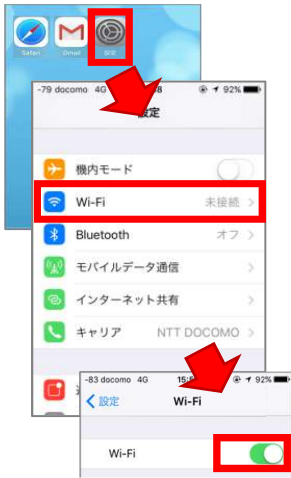 Safari Gmail 設定
-79 docomo 4G 8 92%
設定
機内モード
Wi-Fi 未接続
Bluetooth オフ
モバイルデータ通信
インターネット共有
キャリア NTT DOCOMO
-83 docomo 4G 15: 92%
設定 Wi-Fi
Wi-Fi